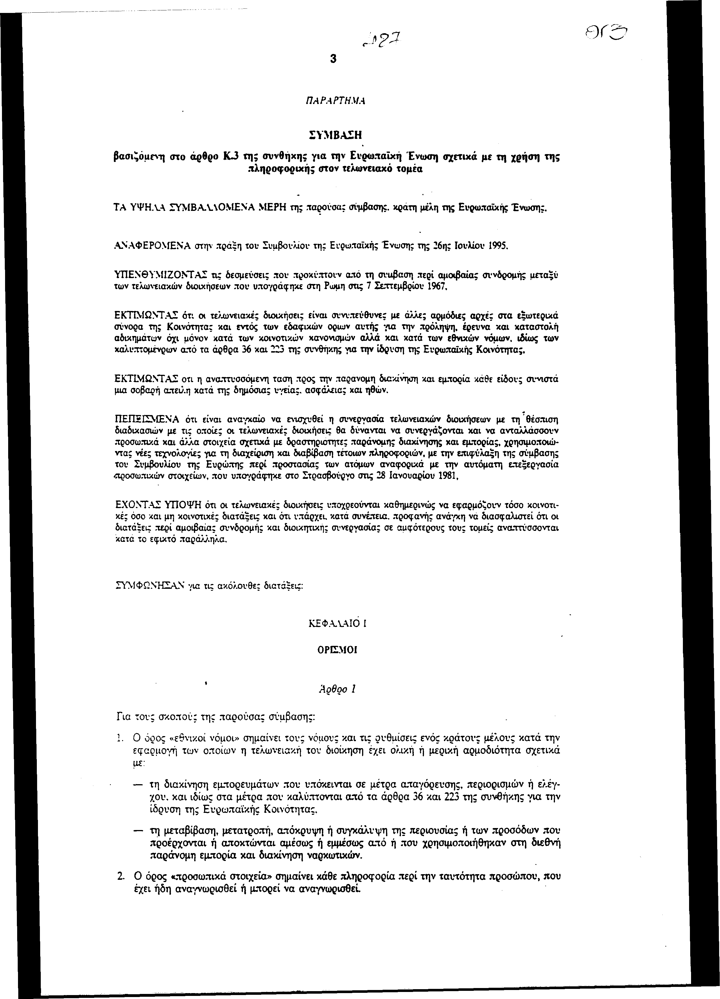 3
ΠΑΡΑΡΤΗΜΑ
ΣΥΜΒΑΣΗ
βασιζόμενη στο άρθρο Κ.3 της συνθήκης για την Ευρωπαϊκή Ένωση σχετικά με τη χρήση της
πληροφορικής στον τελωνειακό τομέα
ΤΑ ΥΨΗΛΑ ΣΥΜΒΑΛΛΟΜΕΝΑ ΜΕΡΗ της παρούσας σύμβασης, κράτη μέλη της Ευρωπαϊκής Ένωσης,
ΑΝΑΦΕΡΟΜΕΝΑ στην πράξη του Συμβουλίου της Ευρωπαϊκής Ένωσης της 26ης Ιουλίου 1995,
ΥΠΕΝΘΥΜΙΖΟΝΤΑΣ τις δεσμεύσεις που προκύπτουν από τη σύμβαση περί αμοιβαίας συνδρομής μεταξύ
των τελωνειακών διοικήσεων που υπογράφηκε στη Ρώμη στις 7 Σεπτεμβρίου 1967,
ΕΚΤΙΜΩΝΤΑΣ ότι οι τελωνειακές διοικήσεις είναι συνυπεύθυνες με άλλες αρμόδιες αρχές στα εξωτερικά
σύνορα της Κοινότητας και εντός των εδαφικών ορίων αυτής για την πρόληψη, έρευνα και καταστολή
αδικημάτων όχι μόνον κατά των κοινοτικών κανονισμών αλλά και κατά των εθνικών νόμων, ιδίως των
καλυπτομένρων από τα άρθρα 36 και 223 της συνθήκης για την ίδρυση της Ευρωπαϊκής Κοινότητας,
ΕΚΤΙΜΩΝΤΑΣ οτι η αναπτυσσόμενη ταση προς την παρανομη διακίνηση και εμπορία κάθε είδους συνιστά
μια σοβαρή απειλή κατά της δημόσιας υγείας, ασφάλειας και ηθών,
ΠΕΠΕΙΣΜΕΝΑ ότι είναι αναγκαίο να ενισχυθεί η συνεργασία τελωνειακών διοικήσεων με τη θέσπιση
διαδικασιών με τις οποίες οι τελωνειακές διοικήσεις θα δύνανται να συνεργάζονται και να ανταλλάσσουν
προσωπικά και άλλα στοιχεία σχετικά με δραστηριότητες παράνομης διακίνησης και εμπορίας, χρησιμοποιώ-
ντας νέες τεχνολογίες για τη διαχείριση και διαβίβαση τέτοιων πληροφοριών, με την επιφύλαξη της σύμβασης
του Συμβουλίου της Ευρώπης περί προστασίας των ατόμων αναφορικά με την αυτόματη επεξεργασία
προσωπικών στοιχείων, που υπογράφηκε στο Στρασβούργο στις 28 Ιανουαρίου 1981,
ΕΧΟΝΤΑΣ ΥΠΟΨΗ ότι οι τελωνειακές διοικήσεις υποχρεούνται καθημερινώς να εφαρμόζουν τόσο κοινοτι-
κές όσο και μη κοινοτικές διατάξεις και ότι υπάρχει, κατά συνέπεια, προφανής ανάγκη να διασφαλιστεί ότι οι
διατάξεις περί αμοιβαίας συνδρομής και διοικητικής συνεργασίας σε αμφότερους τους τομείς αναπτύσσονται
κατά το εφικτό παράλληλα,
ΣΥΜΦΩΝΗΣΑΝ για τις ακόλουθες διατάξεις:
ΚΕΦΑΛΑΙΟ Ι
ΟΡΙΣΜΟΙ
Άρθρο 1
Για τους σκοπούς της παρούσας σύμβασης:
1. Ο όρος «εθνικοί νόμοι» σημαίνει τους νόμους και τις ρυθμίσεις ενός κράτους μέλους κατά την
εφαρμογή των οποίων η τελωνειακή του διοίκηση έχει ολική ή μερική αρμοδιότητα σχετικά
με:
— τη διακίνηση εμπορευμάτων που υπόκεινται σε μέτρα απαγόρευσης, περιορισμών ή ελέγ-
χου, και ιδίως στα μέτρα που καλύπτονται από τα άρθρα 36 και 223 της συνθήκης για την
ίδρυση της Ευρωπαϊκής Κοινότητας,
— τη μεταβίβαση, μετατροπή, απόκρυψη ή συγκάλυψη της περιουσίας ή των προσόδων που
προέρχονται ή αποκτώνται αμέσως ή εμμέσως από ή που χρησιμοποιήθηκαν στη διεθνή
παράνομη εμπορία και διακίνηση ναρκωτικών.
2. Ο όρος «προσωπικά στοιχεία» σημαίνει κάθε πληροφορία περί την ταυτότητα προσώπου, που
έχει ήδη αναγνωρισθεί ή μπορεί να αναγνωρισθεί.